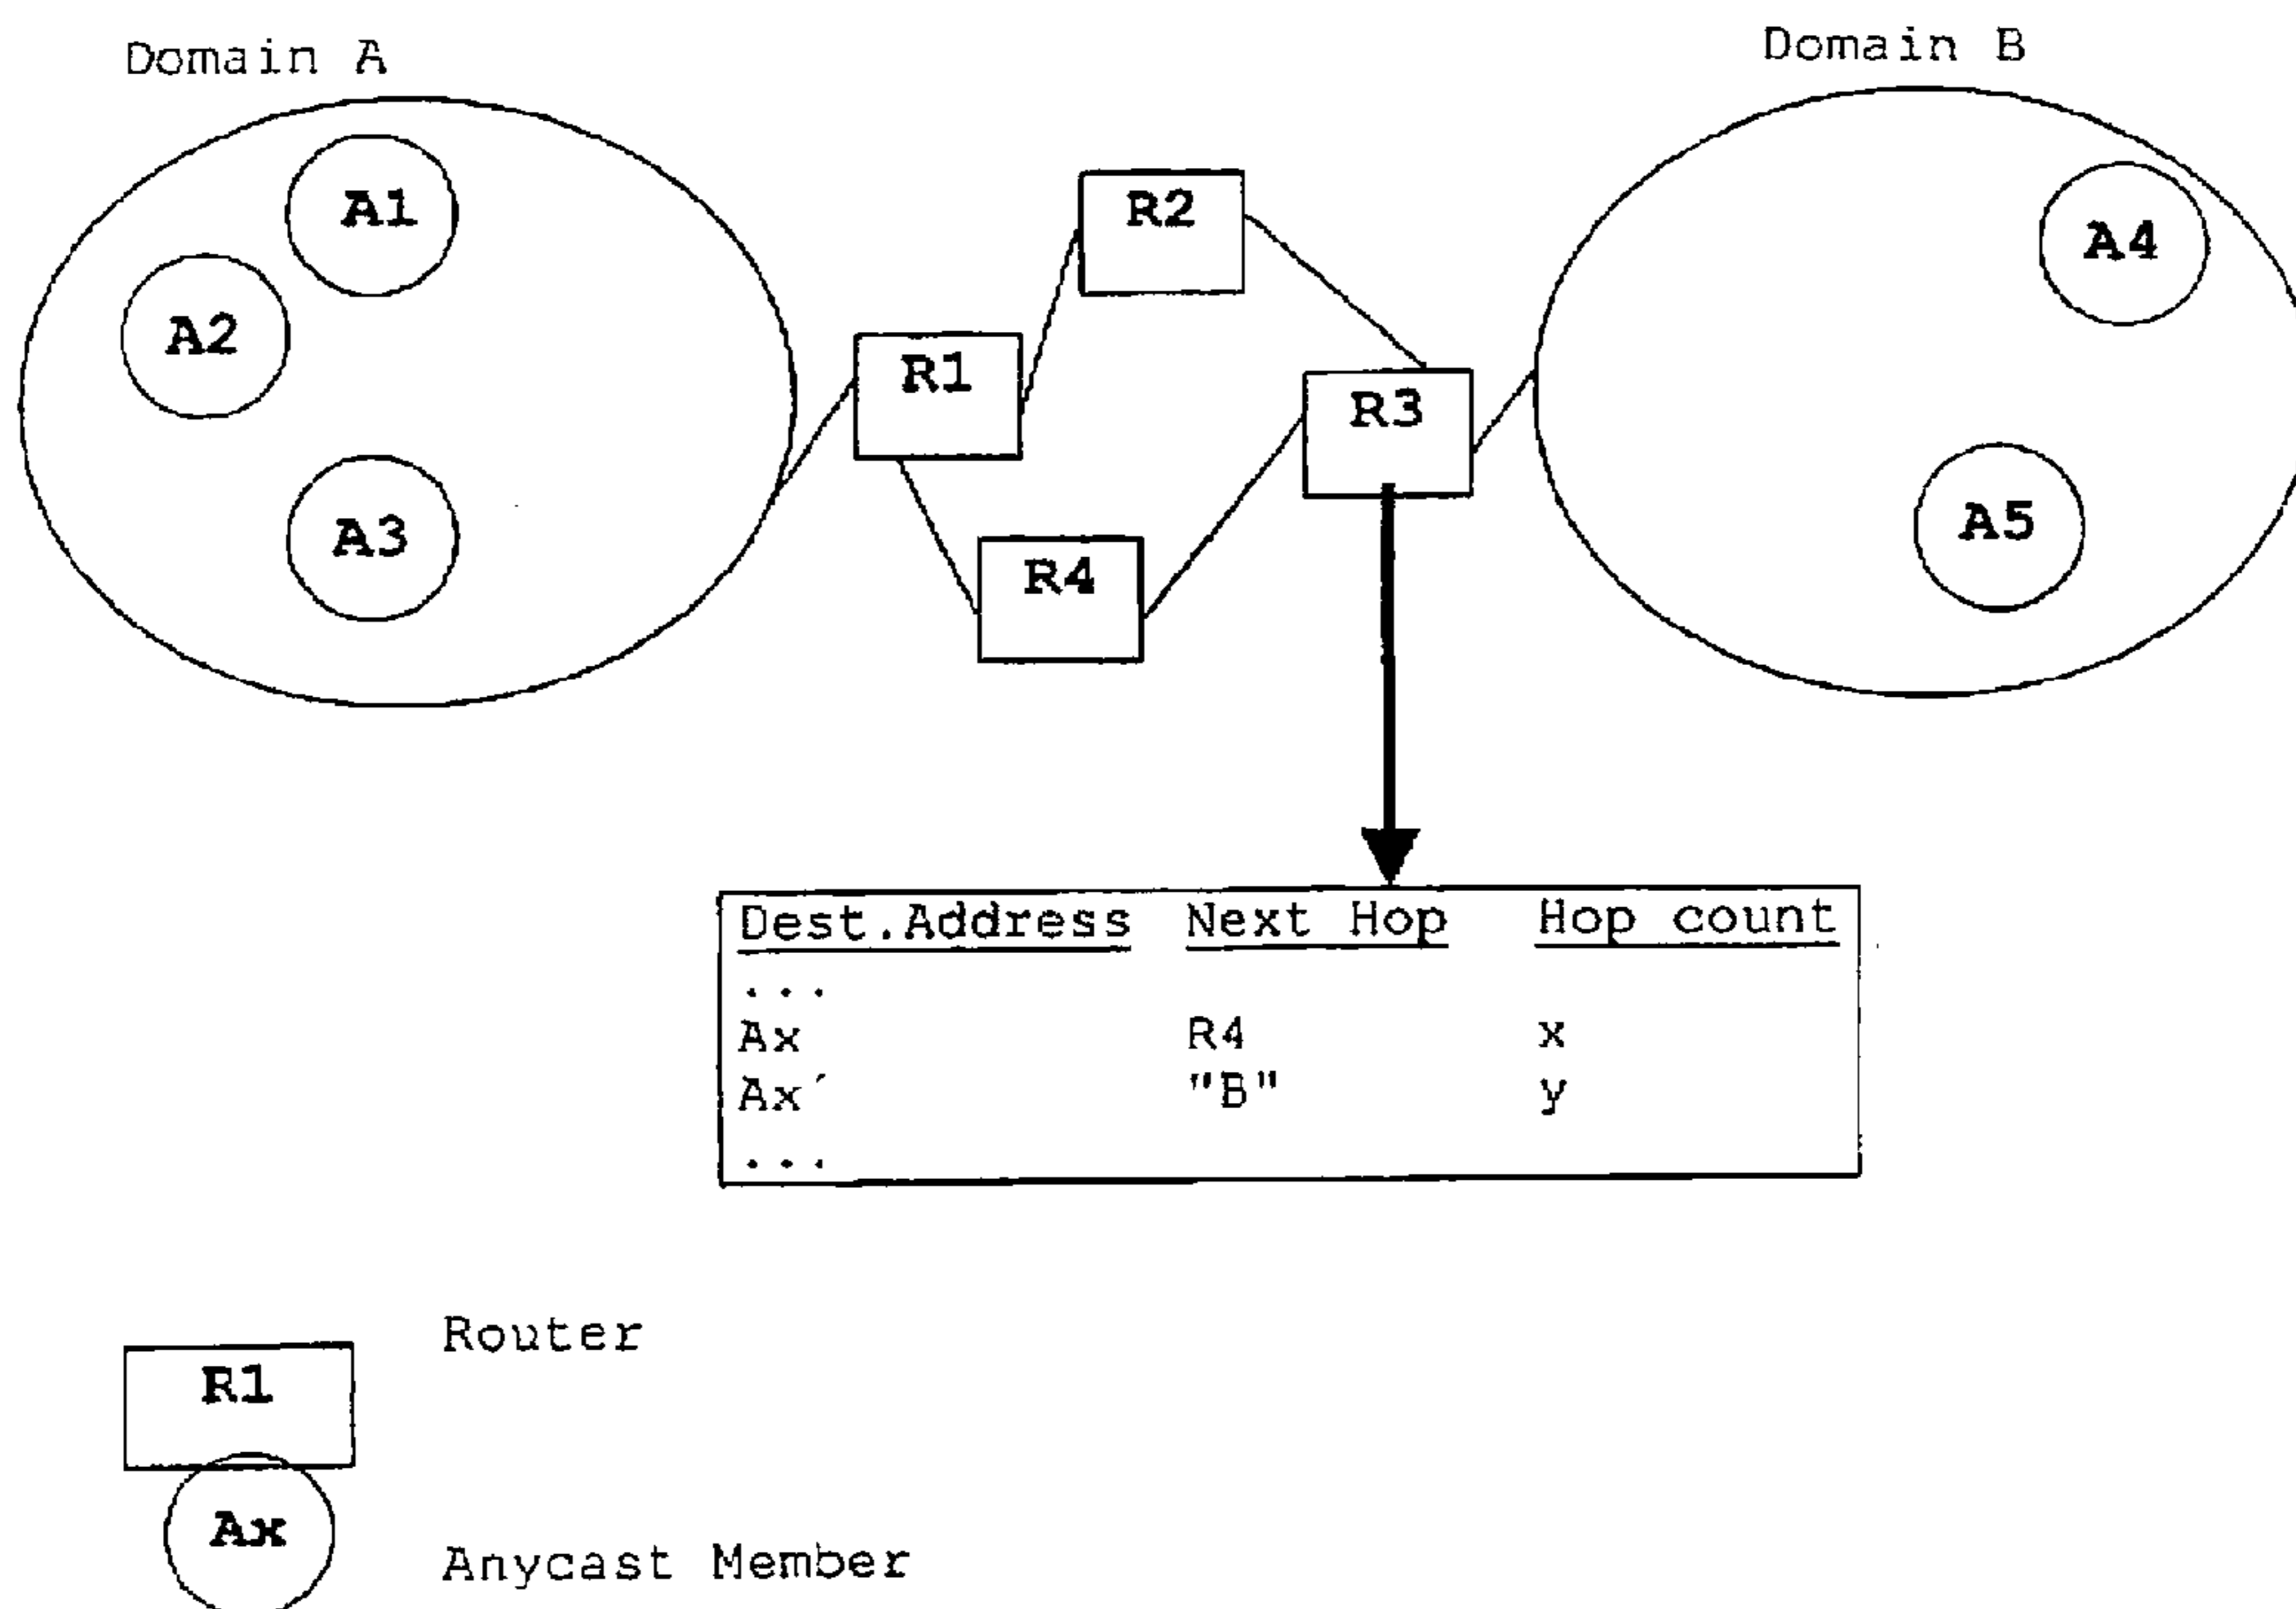 Domain A
Domain B
A1
A2
A3
R1
R2
R3
R4
A4
A5
Dest.Address Next Hop Hop count
...
Ax R4 x
Ax´ "B" y
...
R1
Router
Ax
Anycast Member